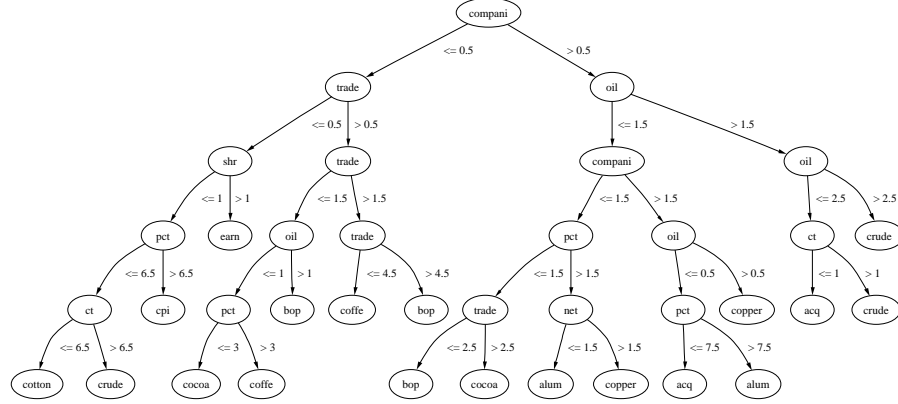 compani
<= 0.5 > 0.5
trade oil
<= 0.5 > 0.5 <= 1.5 > 1.5
shr trade compani oil
<= 1 > 1 <= 1.5 > 1.5 <= 1.5 > 1.5 <= 2.5 > 2.5
pct earn oil trade pct oil ct crude
<= 6.5 > 6.5 <= 1 > 1 <= 4.5 > 4.5 <= 1.5 > 1.5 <= 0.5 > 0.5 <= 1 > 1
ct cpi pct bop coffe bop trade net pct copper acq crude
<= 6.5 > 6.5 <= 3 > 3 <= 2.5 > 2.5 <= 1.5 > 1.5 <= 7.5 > 7.5
cotton crude cocoa coffe bop cocoa alum copper acq alum